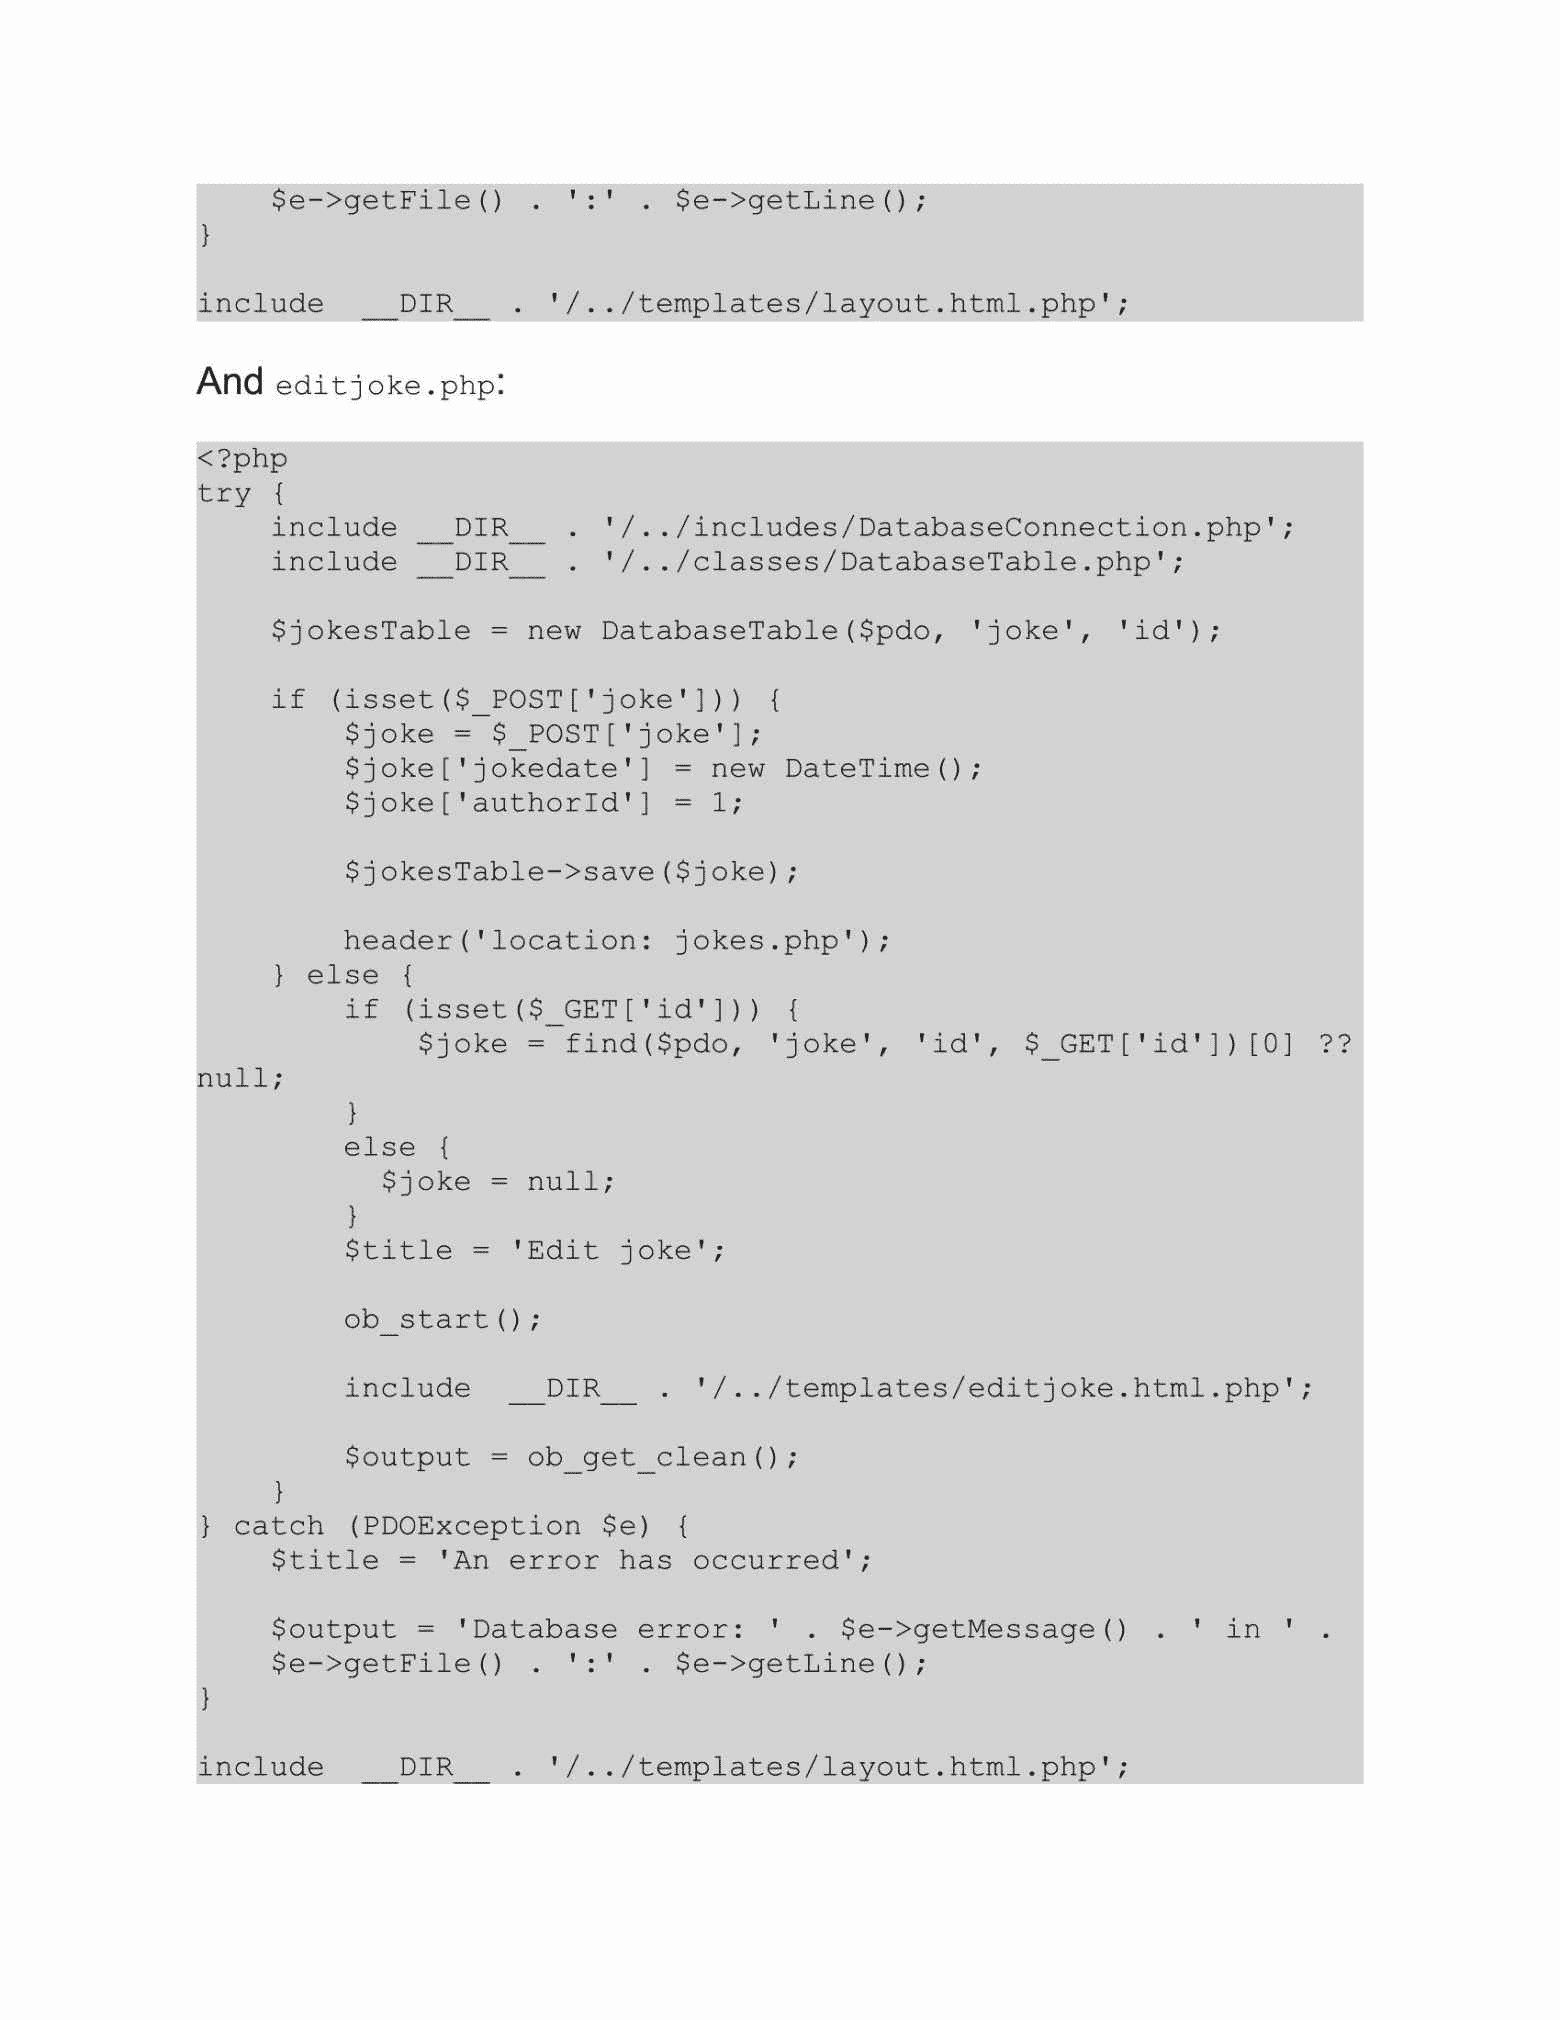 $e->getFile() . ':' . $e->getLine();
}

include  __DIR__ . '/../templates/layout.html.php';
And editjoke.php:
<?php
try {
    include __DIR__ . '/../includes/DatabaseConnection.php';
    include __DIR__ . '/../classes/DatabaseTable.php';

    $jokesTable = new DatabaseTable($pdo, 'joke', 'id');

    if (isset($_POST['joke'])) {
        $joke = $_POST['joke'];
        $joke['jokedate'] = new DateTime();
        $joke['authorId'] = 1;

        $jokesTable->save($joke);

        header('location: jokes.php');
    } else {
        if (isset($_GET['id'])) {
            $joke = find($pdo, 'joke', 'id', $_GET['id'])[0] ??
null;
        }
        else {
          $joke = null;
        }
        $title = 'Edit joke';

        ob_start();

        include  __DIR__ . '/../templates/editjoke.html.php';

        $output = ob_get_clean();
    }
} catch (PDOException $e) {
    $title = 'An error has occurred';

    $output = 'Database error: ' . $e->getMessage() . ' in ' .
    $e->getFile() . ':' . $e->getLine();
}

include  __DIR__ . '/../templates/layout.html.php';